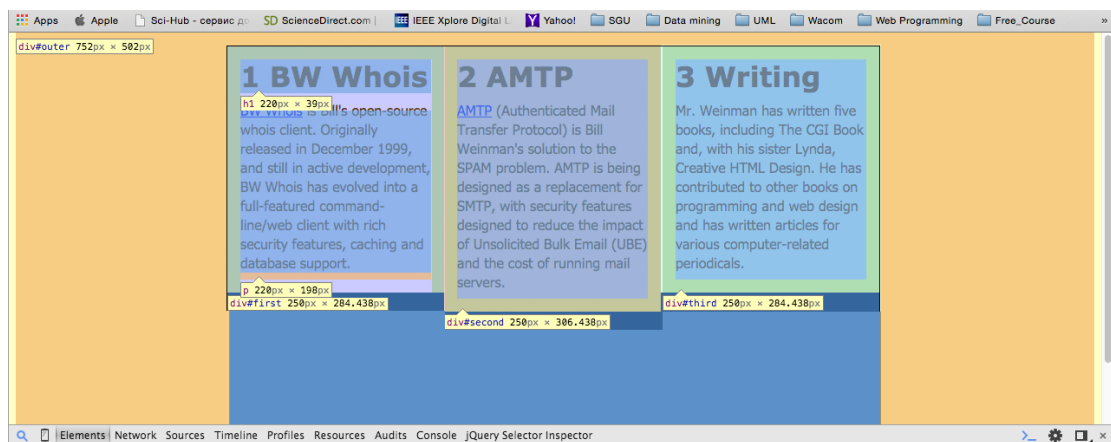 Apps Apple Sci-Hub - сервис до SD ScienceDirect.com | IEEE IEEE Xplore Digital Li Y Yahoo! SGU Data mining UML Wacom Web Programming Free_Course »
div#outer 752px × 502px
1 BW Whois
h1 220px × 39px
BW Whois is Bill's open-source
whois client. Originally
released in December 1999,
and still in active development,
BW Whois has evolved into a
full-featured command-
line/web client with rich
security features, caching and
database support.
p 220px × 198px
div#first 250px × 284.438px
2 AMTP
AMTP (Authenticated Mail
Transfer Protocol) is Bill
Weinman's solution to the
SPAM problem. AMTP is being
designed as a replacement for
SMTP, with security features
designed to reduce the impact
of Unsolicited Bulk Email (UBE)
and the cost of running mail
servers.
div#second 250px × 306.438px
3 Writing
Mr. Weinman has written five
books, including The CGI Book
and, with his sister Lynda,
Creative HTML Design. He has
contributed to other books on
programming and web design
and has written articles for
various computer-related
periodicals.
div#third 250px × 284.438px
Elements Network Sources Timeline Profiles Resources Audits Console jQuery Selector Inspector